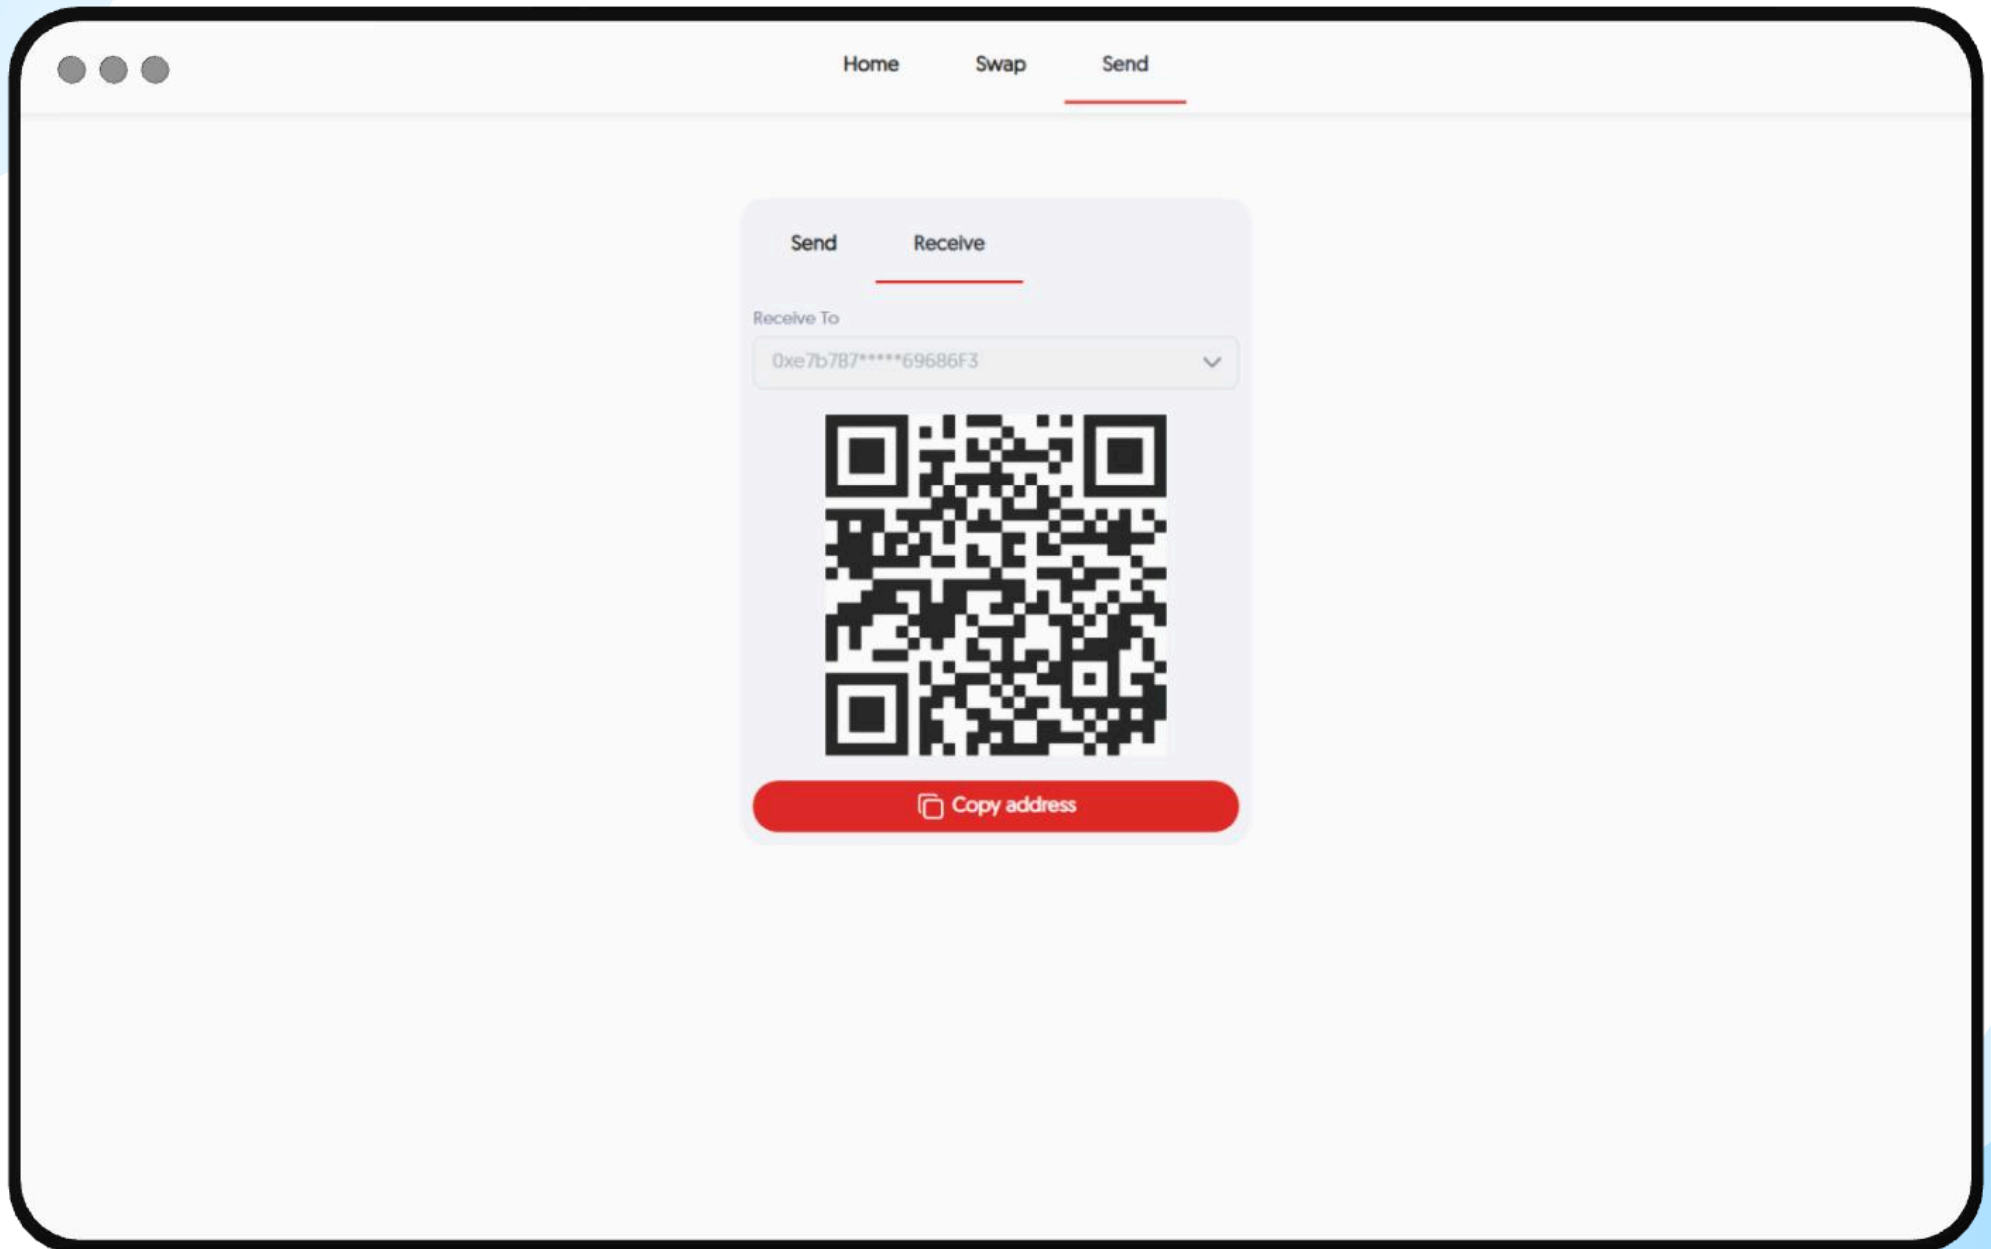 Home Swap Send
Send Receive
Receive To
0xe7b787*****69686F3
Copy address